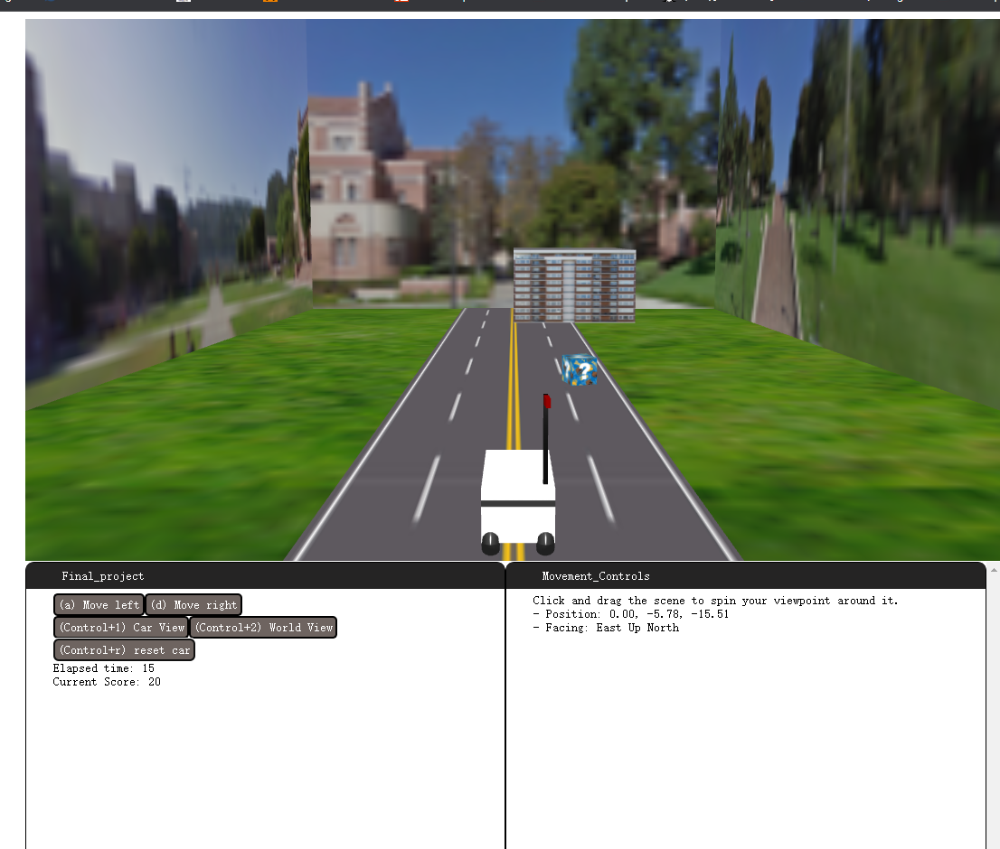 ?
Final_project
(a) Move left (d) Move right
(Control+1) Car View (Control+2) World View
(Control+r) reset car
Elapsed time: 15
Current Score: 20
Movement_Controls
Click and drag the scene to spin your viewpoint around it.
- Position: 0.00, -5.78, -15.51
- Facing: East Up North